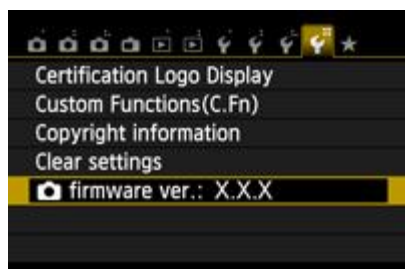 Certification Logo Display
Custom Functions(C.Fn)
Copyright information
Clear settings
firmware ver.: X.X.X